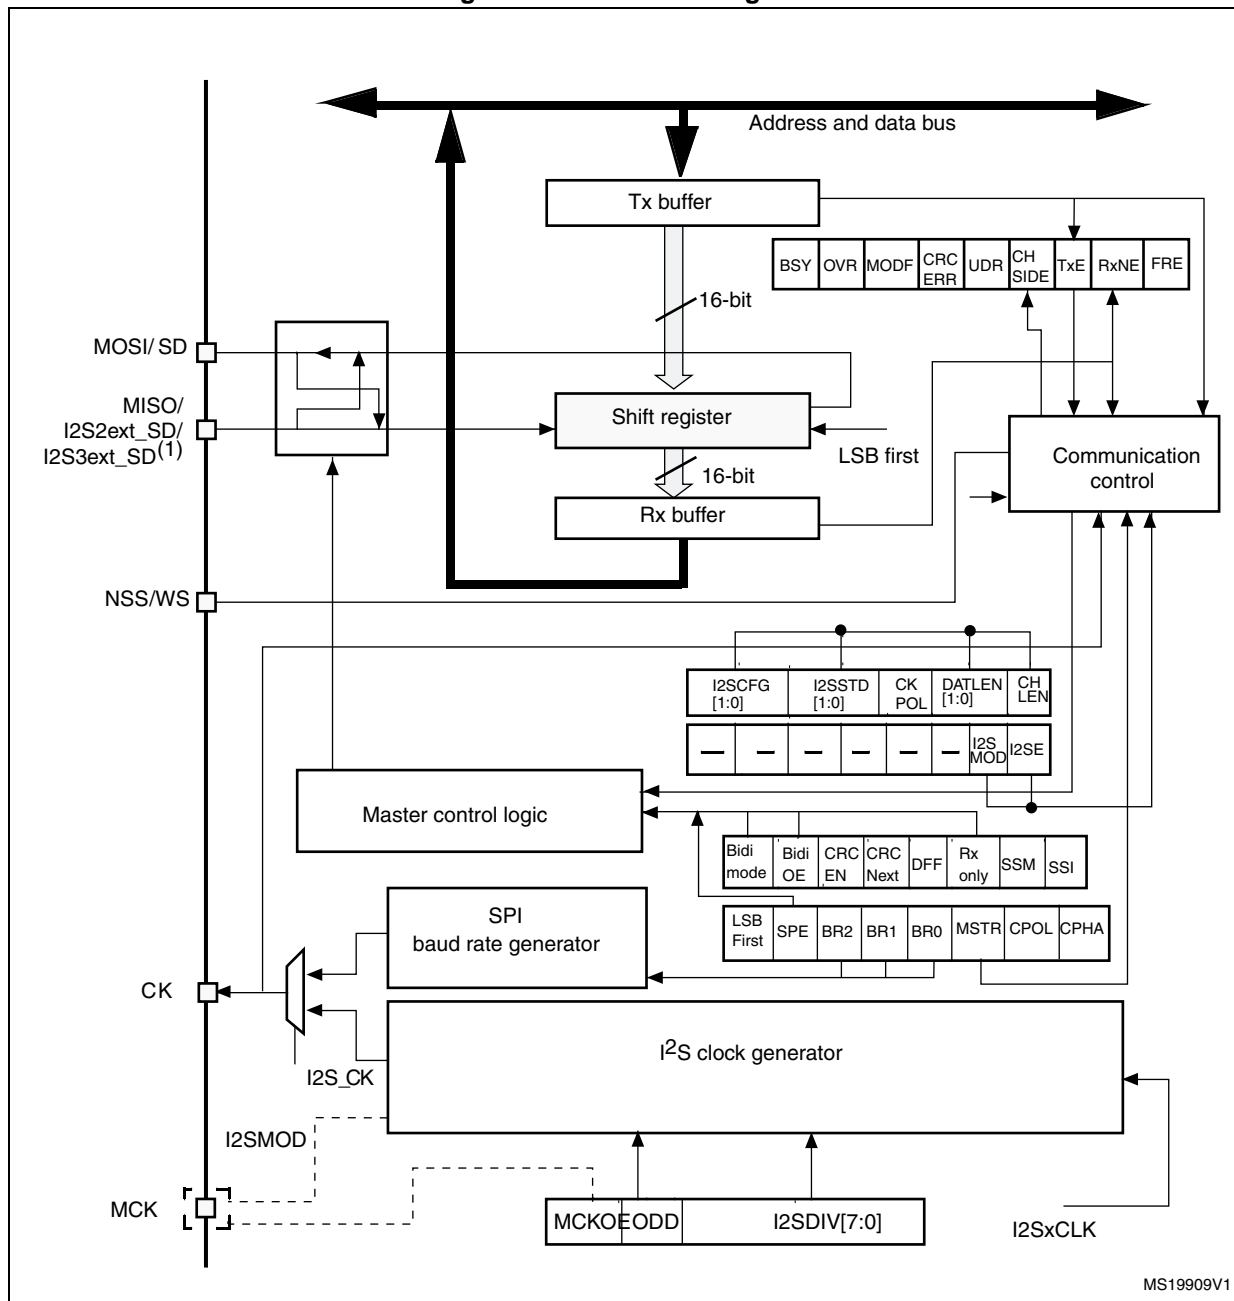 Address and data bus
Tx buffer
BSY OVR MODF CRC ERR UDR CH SIDE TxE RxNE FRE
16-bit
MOSI/ SD
MISO/
I2S2ext_SD/
I2S3ext_SD(1)
Shift register
LSB first
16-bit
Communication
control
Rx buffer
NSS/WS
I2SCFG [1:0] I2SSTD [1:0] CK POL DATLEN [1:0] CH LEN
— — — — — — I2S MOD I2SE
Master control logic
Bidi mode Bidi OE CRC EN CRC Next DFF Rx only SSM SSI
LSB First SPE BR2 BR1 BR0 MSTR CPOL CPHA
SPI
baud rate generator
CK
I2S clock generator
I2S_CK
I2SMOD
MCK
MCKOE ODD I2SDIV[7:0]
I2SxCLK
MS19909V1